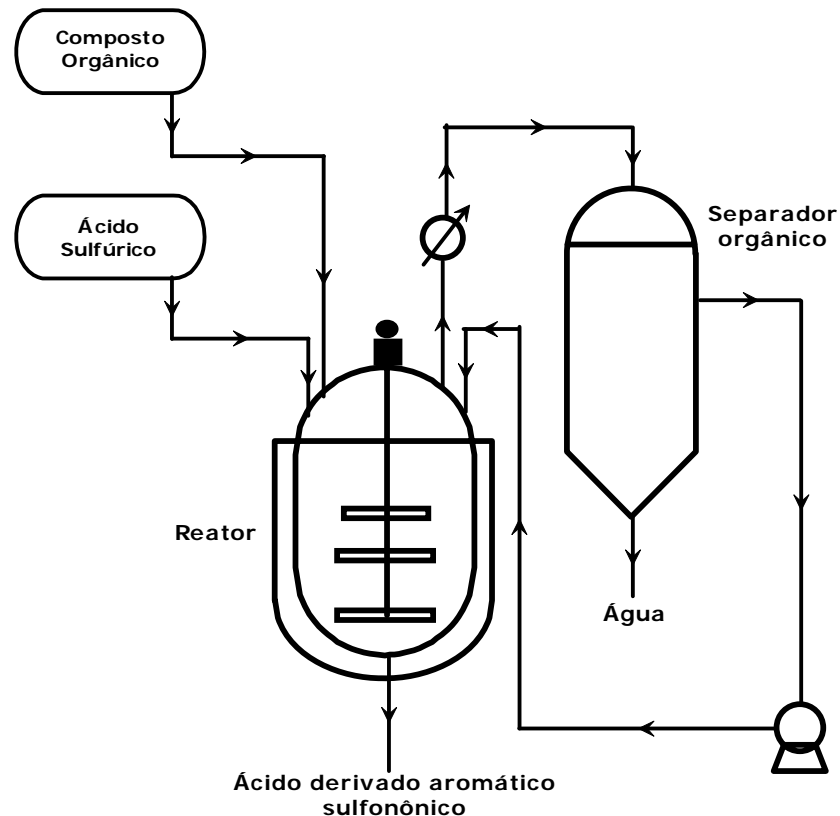 Composto
Orgânico
Ácido
Sulfúrico
Separador
orgânico
Reator
Água
Ácido derivado aromático
sulfonônico